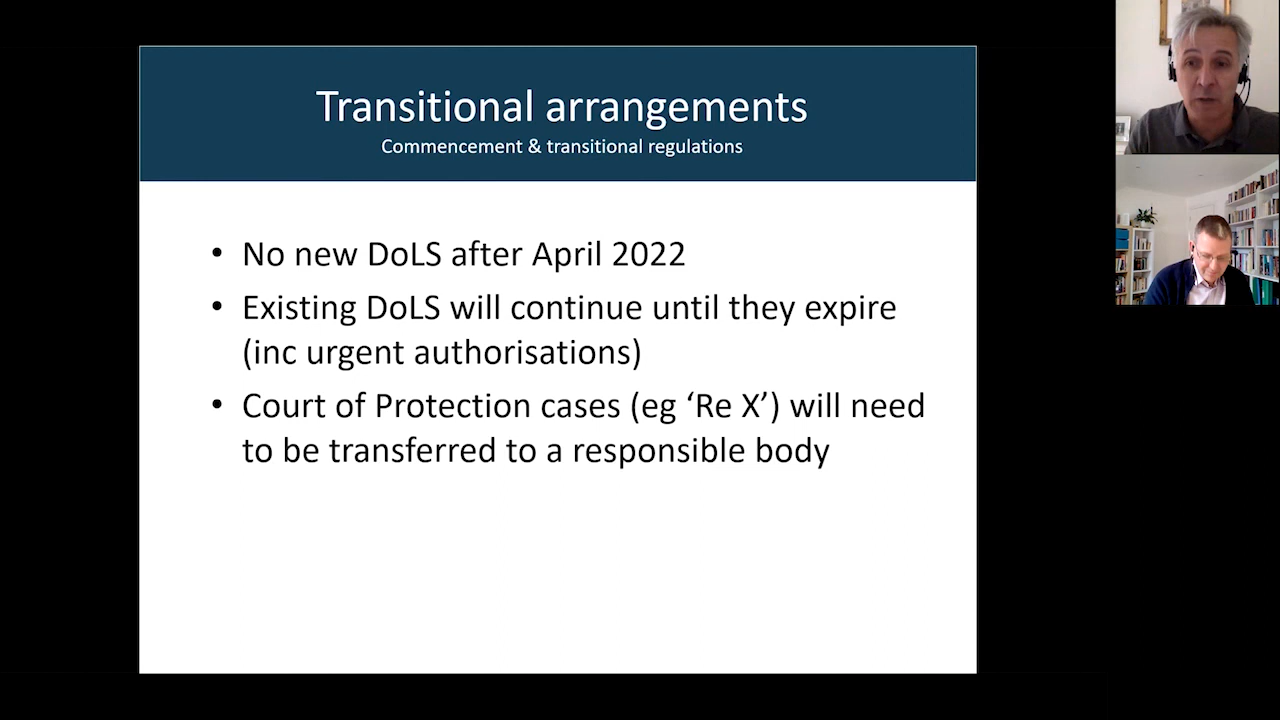 Transitional arrangements
Commencement & transitional regulations
• No new DoLS after April 2022
• Existing DoLS will continue until they expire
(inc urgent authorisations)
• Court of Protection cases (eg ‘Re X’) will need
to be transferred to a responsible body